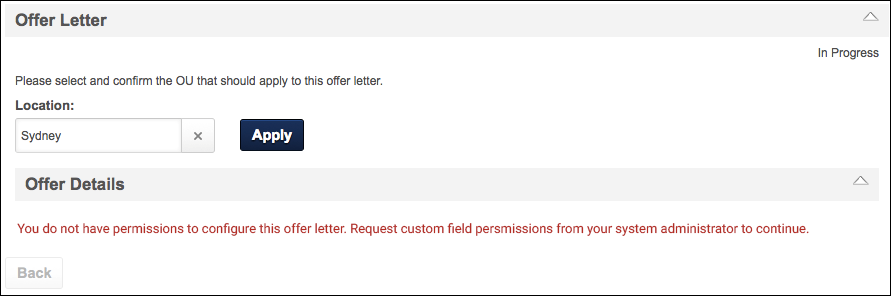 Offer Letter
In Progress
Please select and confirm the OU that should apply to this offer letter.
Location:
Sydney ×
Apply
Offer Details
You do not have permissions to configure this offer letter. Request custom field persmissions from your system administrator to continue.
Back